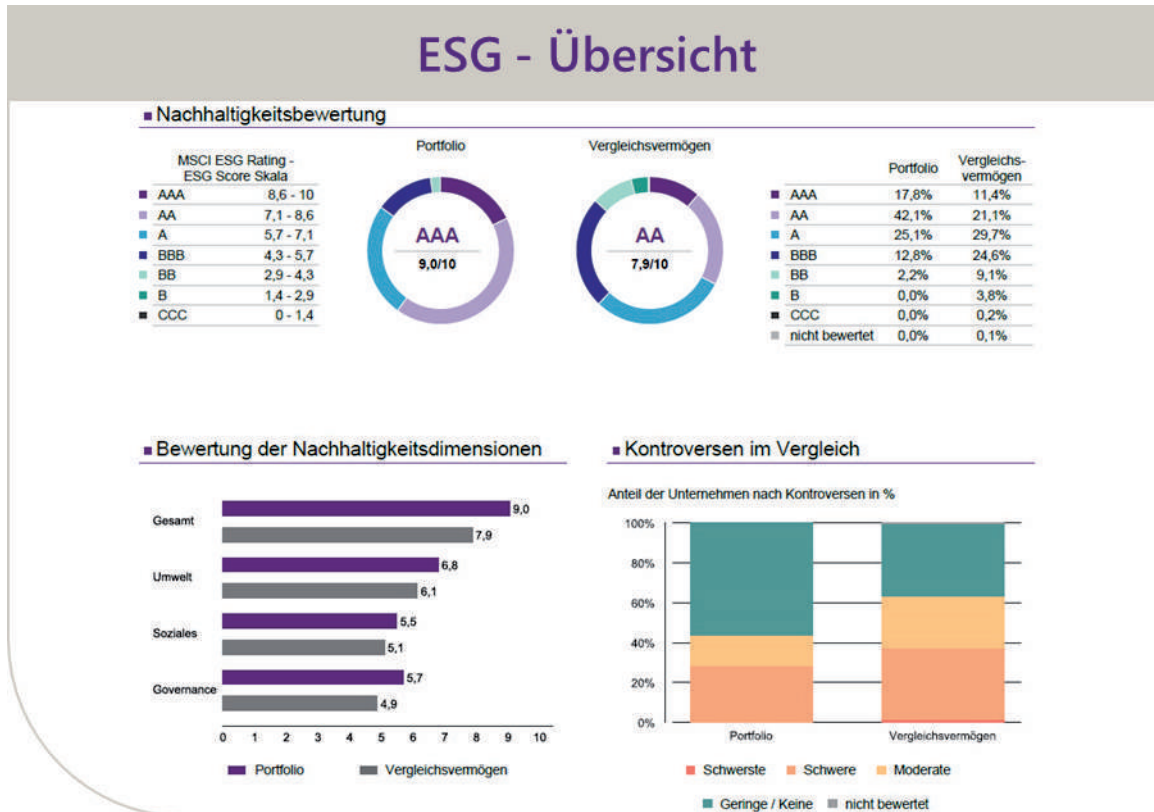 ESG - Übersicht
Nachhaltigkeitsbewertung
MSCI ESG Rating -
ESG Score Skala
AAA 8,6 - 10
AA 7,1 - 8,6
A 5,7 - 7,1
BBB 4,3 - 5,7
BB 2,9 - 4,3
B 1,4 - 2,9
CCC 0 - 1,4
Portfolio
AAA
9,0/10
Vergleichsvermögen
AA
7,9/10
Portfolio Vergleichs-
vermögen
AAA 17,8% 11,4%
AA 42,1% 21,1%
A 25,1% 29,7%
BBB 12,8% 24,6%
BB 2,2% 9,1%
B 0,0% 3,8%
CCC 0,0% 0,2%
nicht bewertet 0,0% 0,1%
Bewertung der Nachhaltigkeitsdimensionen
Gesamt
9,0
7,9
Umwelt
6,8
6,1
Soziales
5,5
5,1
Governance
5,7
4,9
0 1 2 3 4 5 6 7 8 9 10
Portfolio Vergleichsvermögen
Kontroversen im Vergleich
Anteil der Unternehmen nach Kontroversen in %
100%
80%
60%
40%
20%
0%
Portfolio Vergleichsvermögen
Schwerste Schwere Moderate
Geringe / Keine nicht bewertet